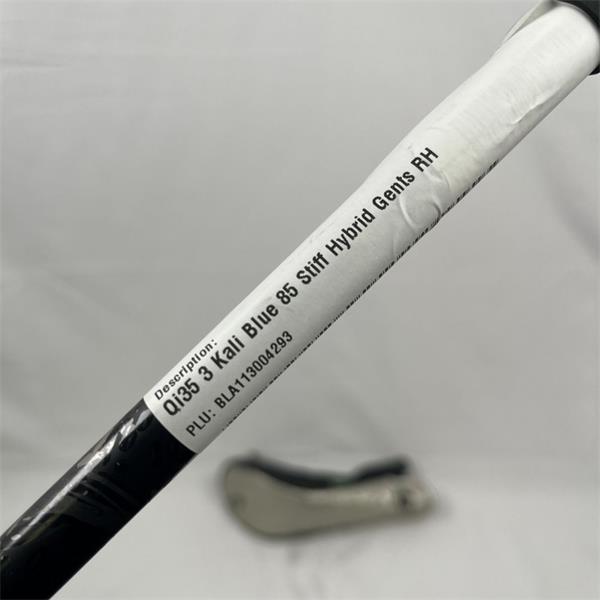 Description:
Qi35 3 Kali Blue 85 Stiff Hybrid Gents RH
PLU: BLA113004293